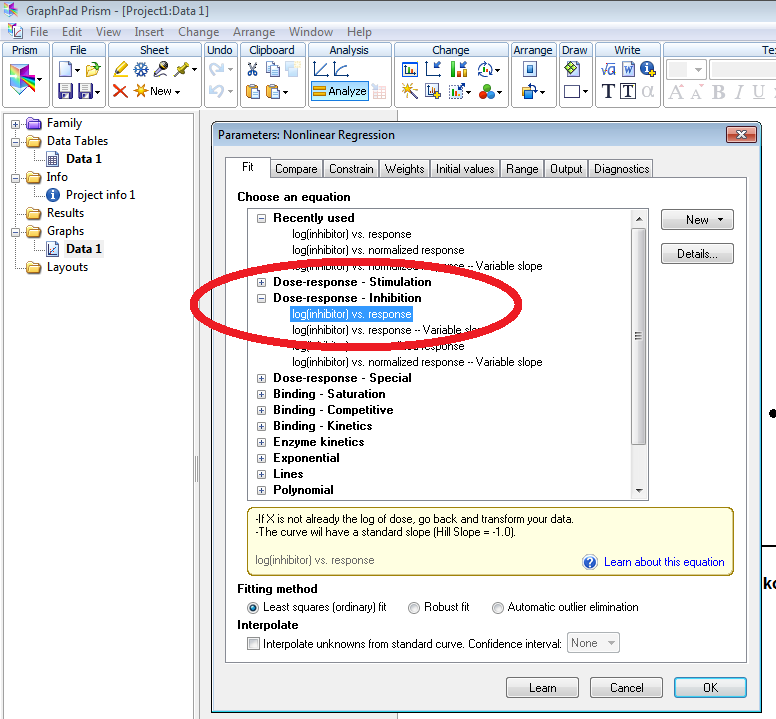 GraphPad Prism - [Project1:Data 1]
File Edit View Insert Change Arrange Window Help
Prism File Sheet Undo Clipboard Analysis Change Arrange Draw Write
New
Analyze
√α W
T T α A A B I U
Family
Data Tables
Data 1
Info
Project info 1
Results
Graphs
Data 1
Layouts
Parameters: Nonlinear Regression
Fit Compare Constrain Weights Initial values Range Output Diagnostics
Choose an equation
Recently used
log(inhibitor) vs. response
log(inhibitor) vs. normalized response
log(inhibitor) vs. normalized response -- Variable slope
Dose-response - Stimulation
Dose-response - Inhibition
log(inhibitor) vs. response
log(inhibitor) vs. response -- Variable slope
log(inhibitor) vs. normalized response
log(inhibitor) vs. normalized response -- Variable slope
Dose-response - Special
Binding - Saturation
Binding - Competitive
Binding - Kinetics
Enzyme kinetics
Exponential
Lines
Polynomial
New
Details...
-If X is not already the log of dose, go back and transform your data.
-The curve wil have a standard slope (Hill Slope = -1.0).
log(inhibitor) vs. response
Learn about this equation
Fitting method
Least squares (ordinary) fit Robust fit Automatic outlier elimination
Interpolate
Interpolate unknowns from standard curve. Confidence interval: None
Learn Cancel OK